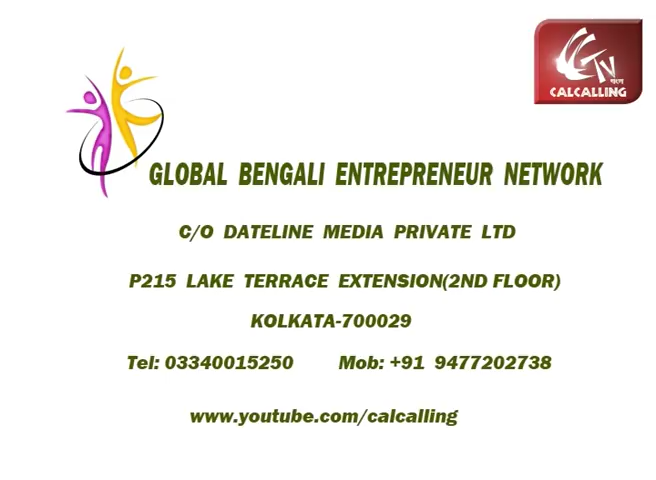 TV
বাংলা
CALCALLING
GLOBAL BENGALI ENTREPRENEUR NETWORK
C/O DATELINE MEDIA PRIVATE LTD
P215 LAKE TERRACE EXTENSION(2ND FLOOR)
KOLKATA-700029
Tel: 03340015250 Mob: +91 9477202738
www.youtube.com/calcalling